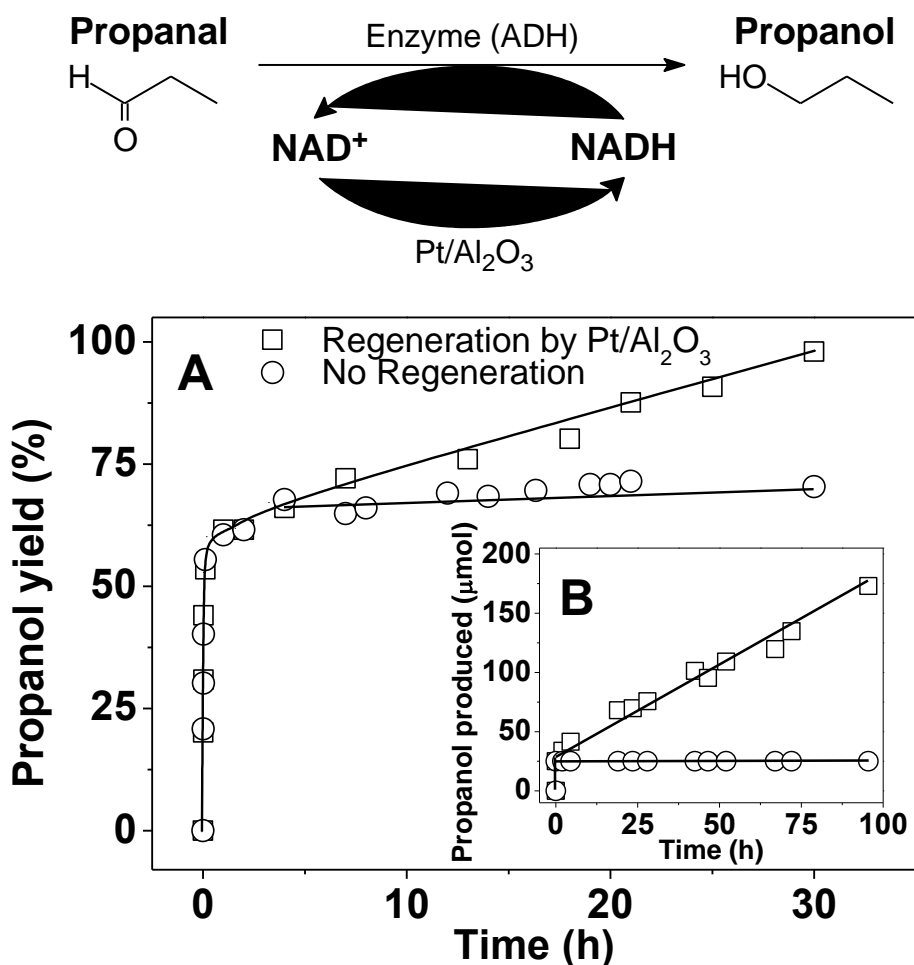 Propanal Enzyme (ADH) Propanol
H
O
HO
NAD⁺ NADH
Pt/Al₂O₃
A
Regeneration by Pt/Al₂O₃
No Regeneration
Propanol yield (%)
100
75
50
25
0
0 10 20 30
Time (h)
B
Propanol produced (μmol)
200
150
100
50
0
0 25 50 75 100
Time (h)